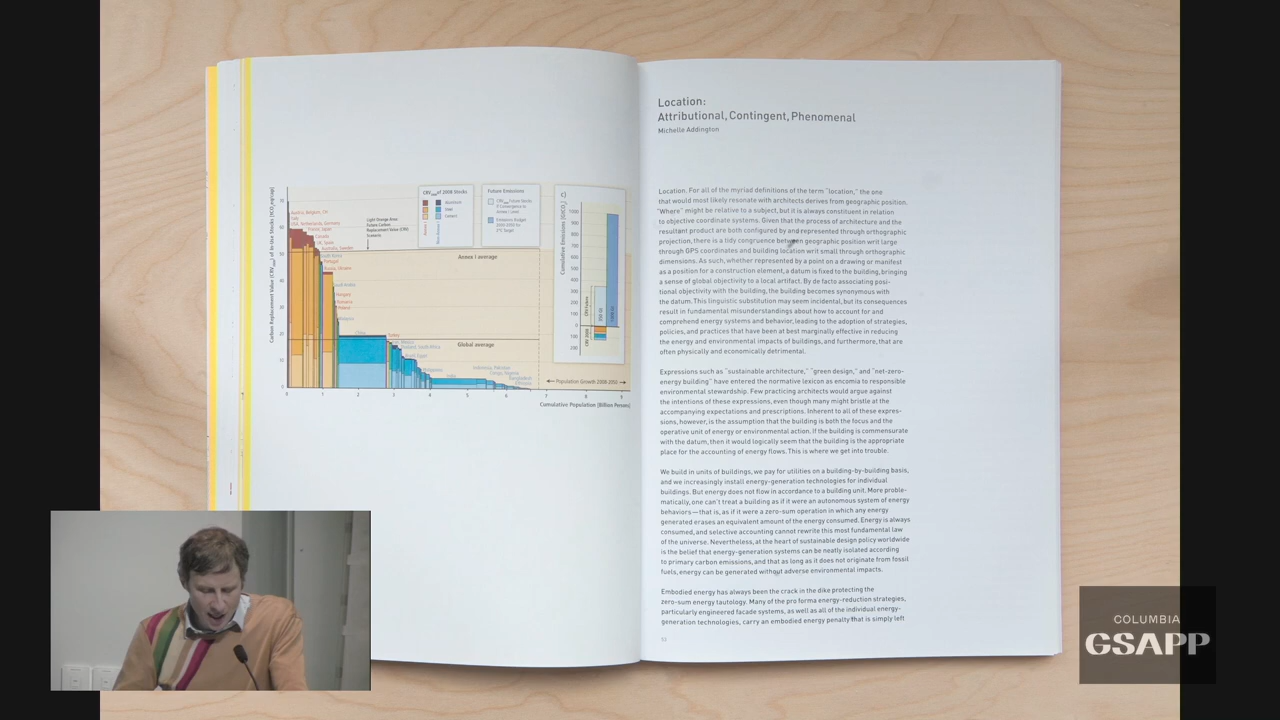 Location:
Attributional, Contingent, Phenomenal
Michelle Addington
Location. For all of the myriad definitions of the term “location,” the one
that would most likely resonate with architects derives from geographic position.
“Where” might be relative to a subject, but it is always constituent in relation
to objective coordinate systems. Given that the process of architecture and the
resultant product are both configured by and represented through orthographic
projection, there is a tidy congruence between geographic position writ large
through GPS coordinates and building location writ small through orthographic
dimensions. As such, whether represented by a point on a drawing or manifest
as a position for a construction element, a datum is fixed to the building, bringing
a sense of global objectivity to a local artifact. By de facto associating posi-
tional objectivity with the building, the building becomes synonymous with
the datum. This linguistic substitution may seem incidental, but its consequences
result in fundamental misunderstandings about how to account for and
comprehend energy systems and behavior, leading to the adoption of strategies,
policies, and practices that have been at best marginally effective in reducing
the energy and environmental impacts of buildings, and furthermore, that are
often physically and economically detrimental.
Expressions such as “sustainable architecture,” “green design,” and “net-zero-
energy building” have entered the normative lexicon as encomia to responsible
environmental stewardship. Few practicing architects would argue against
the intentions of these expressions, even though many might bristle at the
accompanying expectations and prescriptions. Inherent to all of these expres-
sions, however, is the assumption that the building is both the focus and the
operative unit of energy or environmental action. If the building is commensurate
with the datum, then it would logically seem that the building is the appropriate
place for the accounting of energy flows. This is where we get into trouble.
We build in units of buildings, we pay for utilities on a building-by-building basis,
and we increasingly install energy-generation technologies for individual
buildings. But energy does not flow in accordance to a building unit. More proble-
matically, one can't treat a building as if it were an autonomous system of energy
behaviors—that is, as if it were a zero-sum operation in which any energy
generated erases an equivalent amount of the energy consumed. Energy is always
consumed, and selective accounting cannot rewrite this most fundamental law
of the universe. Nevertheless, at the heart of sustainable design policy worldwide
is the belief that energy-generation systems can be neatly isolated according
to primary carbon emissions, and that as long as it does not originate from fossil
fuels, energy can be generated without adverse environmental impacts.
Embodied energy has always been the crack in the dike protecting the
zero-sum energy tautology. Many of the pro forma energy-reduction strategies,
particularly engineered facade systems, as well as all of the individual energy-
generation technologies, carry an embodied energy penalty that is simply left
Future Emissions
Annex I average
Global average
Population Growth 2008-2050
Cumulative Population [Billion Person]
COLUMBIA
GSAPP